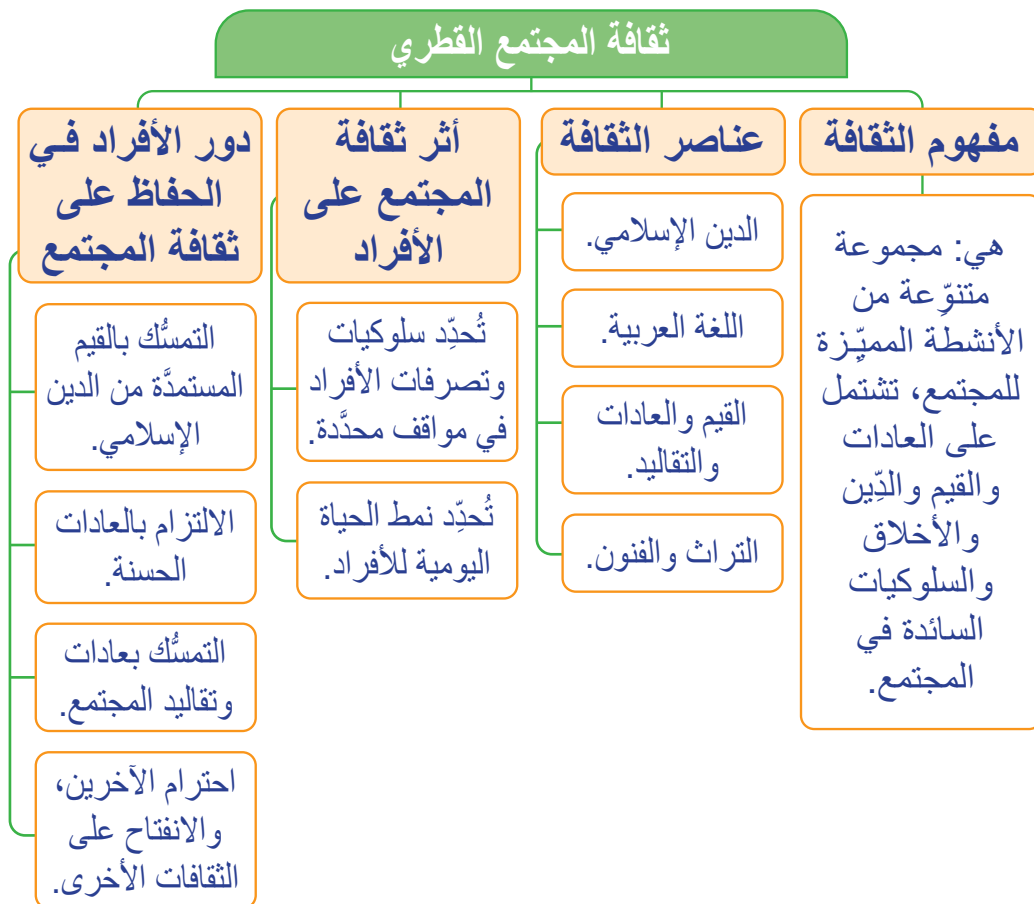 ثقافة المجتمع القطري
مفهوم الثقافة
هي: مجموعة
متنوِّعة من
الأنشطة المميِّزة
للمجتمع، تشتمل
على العادات
والقيم والدِّين
والأخلاق
والسلوكيات
السائدة في
المجتمع.
عناصر الثقافة
الدين الإسلامي.
اللغة العربية.
القيم والعادات
والتقاليد.
التراث والفنون.
أثر ثقافة
المجتمع على
الأفراد
تُحدِّد سلوكيات
وتصرفات الأفراد
في مواقف محدَّدة.
تُحدِّد نمط الحياة
اليومية للأفراد.
دور الأفراد في
الحفاظ على
ثقافة المجتمع
التمسُّك بالقيم
المستمدَّة من الدين
الإسلامي.
الالتزام بالعادات
الحسنة.
التمسُّك بعادات
وتقاليد المجتمع.
احترام الآخرين،
والانفتاح على
الثقافات الأخرى.